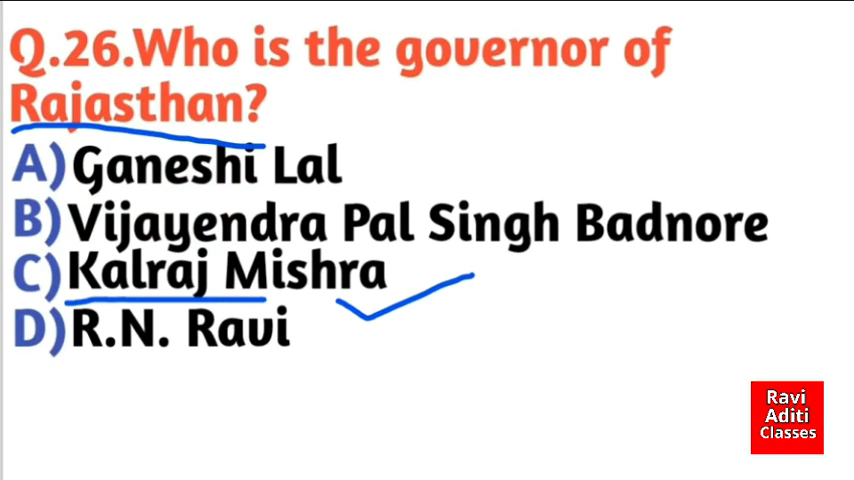 Q.26.Who is the governor of
Rajasthan?
A)Ganeshi Lal
B)Vijayendra Pal Singh Badnore
C)Kalraj Mishra
D)R.N. Ravi
Ravi
Aditi
Classes